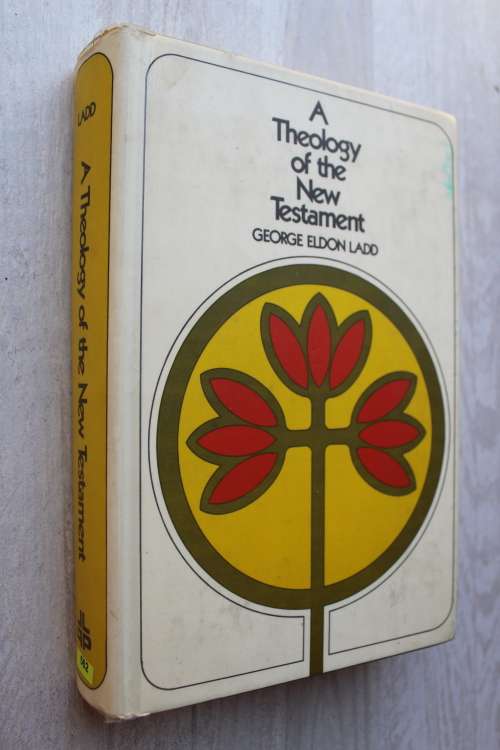 A
Theology
of the
New
Testament
GEORGE ELDON LADD
LADD
A Theology of the New Testament